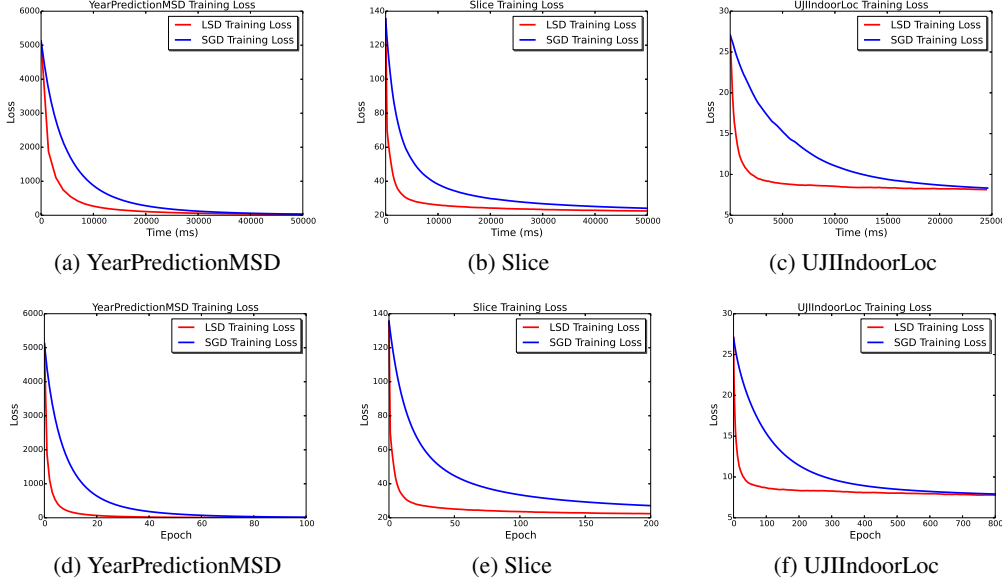 YearPredictionMSD Training Loss
LSD Training Loss
SGD Training Loss
6000
5000
4000
3000
2000
1000
0
Loss
0 10000 20000 30000 40000 50000
Time (ms)
(a) YearPredictionMSD
Slice Training Loss
LSD Training Loss
SGD Training Loss
140
120
100
80
60
40
20
Loss
0 10000 20000 30000 40000 50000
Time (ms)
(b) Slice
UJIIndoorLoc Training Loss
LSD Training Loss
SGD Training Loss
30
25
20
15
10
5
Loss
0 5000 10000 15000 20000 25000
Time (ms)
(c) UJIIndoorLoc
YearPredictionMSD Training Loss
LSD Training Loss
SGD Training Loss
6000
5000
4000
3000
2000
1000
0
Loss
0 20 40 60 80 100
Epoch
(d) YearPredictionMSD
Slice Training Loss
LSD Training Loss
SGD Training Loss
140
120
100
80
60
40
20
Loss
0 50 100 150 200
Epoch
(e) Slice
UJIIndoorLoc Training Loss
LSD Training Loss
SGD Training Loss
30
25
20
15
10
5
Loss
0 100 200 300 400 500 600 700 800
Epoch
(f) UJIIndoorLoc